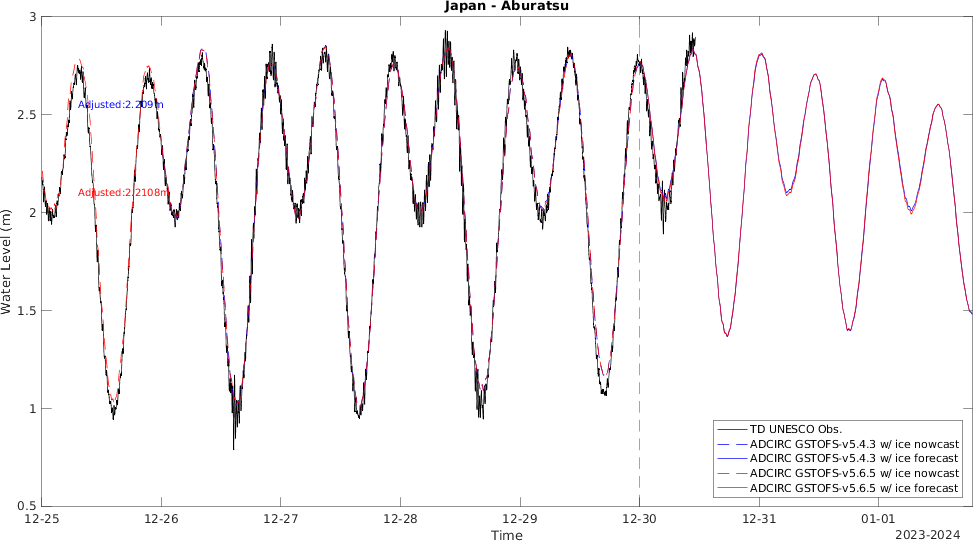 Japan - Aburatsu
3
2.5
2
1.5
1
0.5
Water Level (m)
Adjusted:2.209m
Adjusted:2.2108m
TD UNESCO Obs.
ADCIRC GSTOFS-v5.4.3 w/ ice nowcast
ADCIRC GSTOFS-v5.4.3 w/ ice forecast
ADCIRC GSTOFS-v5.6.5 w/ ice nowcast
ADCIRC GSTOFS-v5.6.5 w/ ice forecast
12-25 12-26 12-27 12-28 12-29 12-30 12-31 01-01
Time
2023-2024